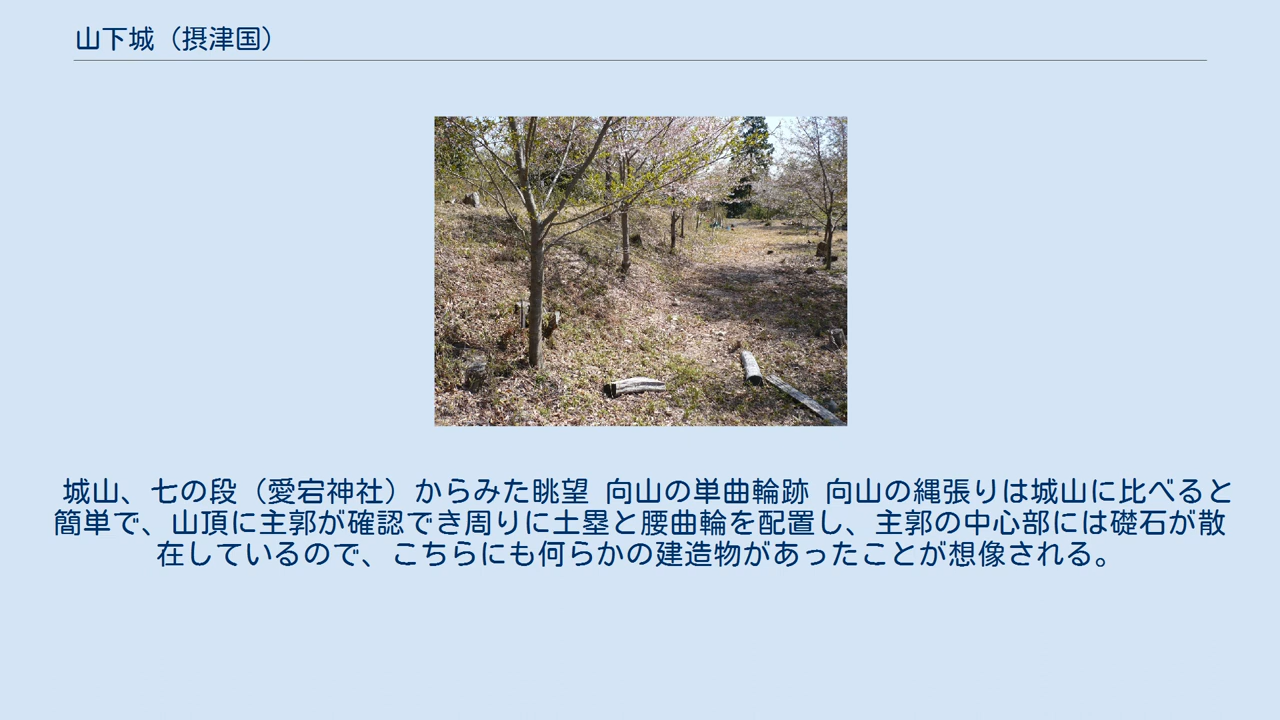 山下城（摂津国）
城山、七の段（愛宕神社）からみた眺望 向山の単曲輪跡 向山の縄張りは城山に比べると
簡単で、山頂に主郭が確認でき周りに土塁と腰曲輪を配置し、主郭の中心部には礎石が散
在しているので、こちらにも何らかの建造物があったことが想像される。